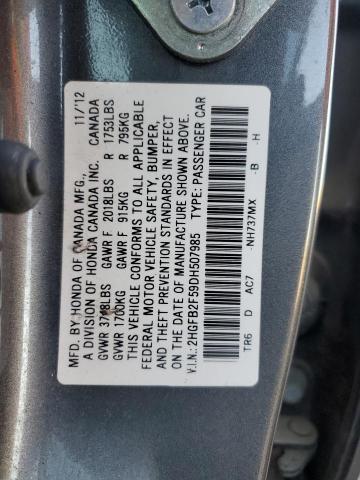 MFD. BY HONDA OF CANADA MFG., 11/12
A DIVISION OF HONDA CANADA INC. CANADA
GVWR LBS GAWR F 2018LBS R 1753LBS
GVWR 1700KG GAWR F 915KG R 795KG
THIS VEHICLE CONFORMS TO ALL APPLICABLE
FEDERAL MOTOR VEHICLE SAFETY, BUMPER,
AND THEFT PREVENTION STANDARDS IN EFFECT
ON THE DATE OF MANUFACTURE SHOWN ABOVE.
V.I.N.: 2HGFB2F59DH507985 TYPE: PASSENGER CAR
TR6 D AC7 -NH737MX -B -H